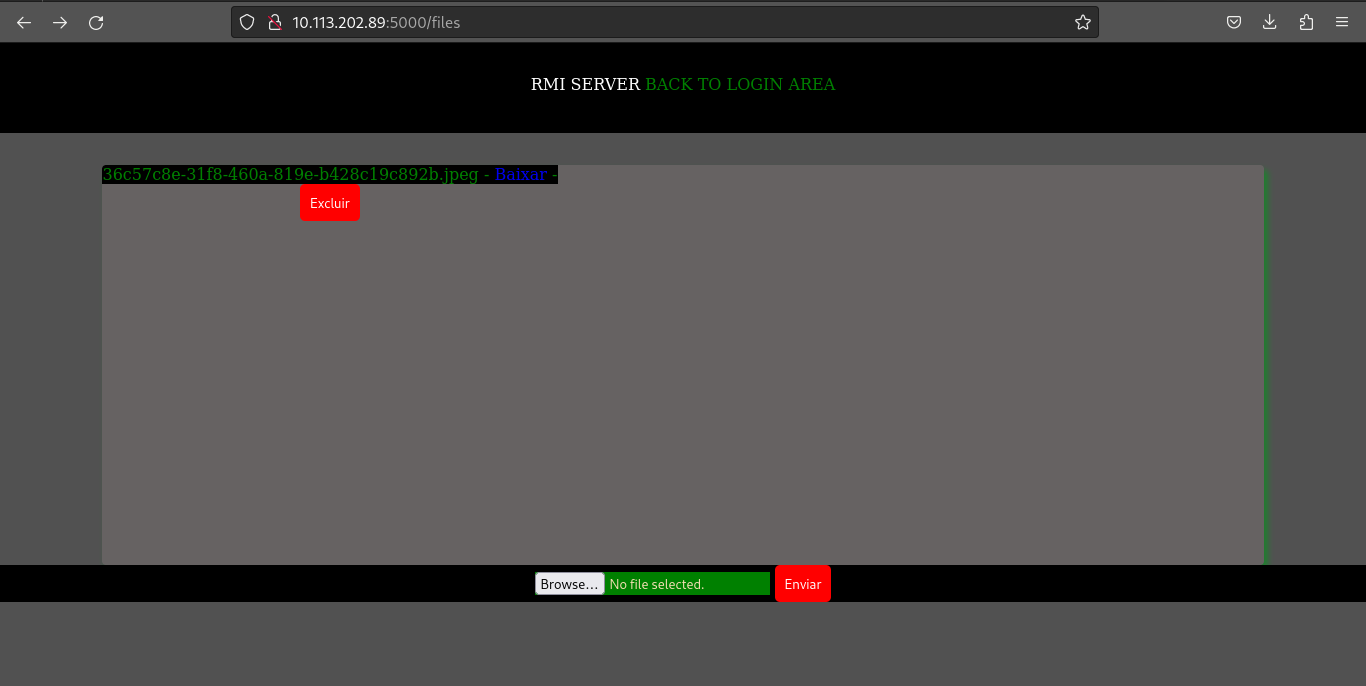 10.113.202.89:5000/files
RMI SERVER BACK TO LOGIN AREA
36c57c8e-31f8-460a-819e-b428c19c892b.jpeg - Baixar -
Excluir
Browse... No file selected. Enviar